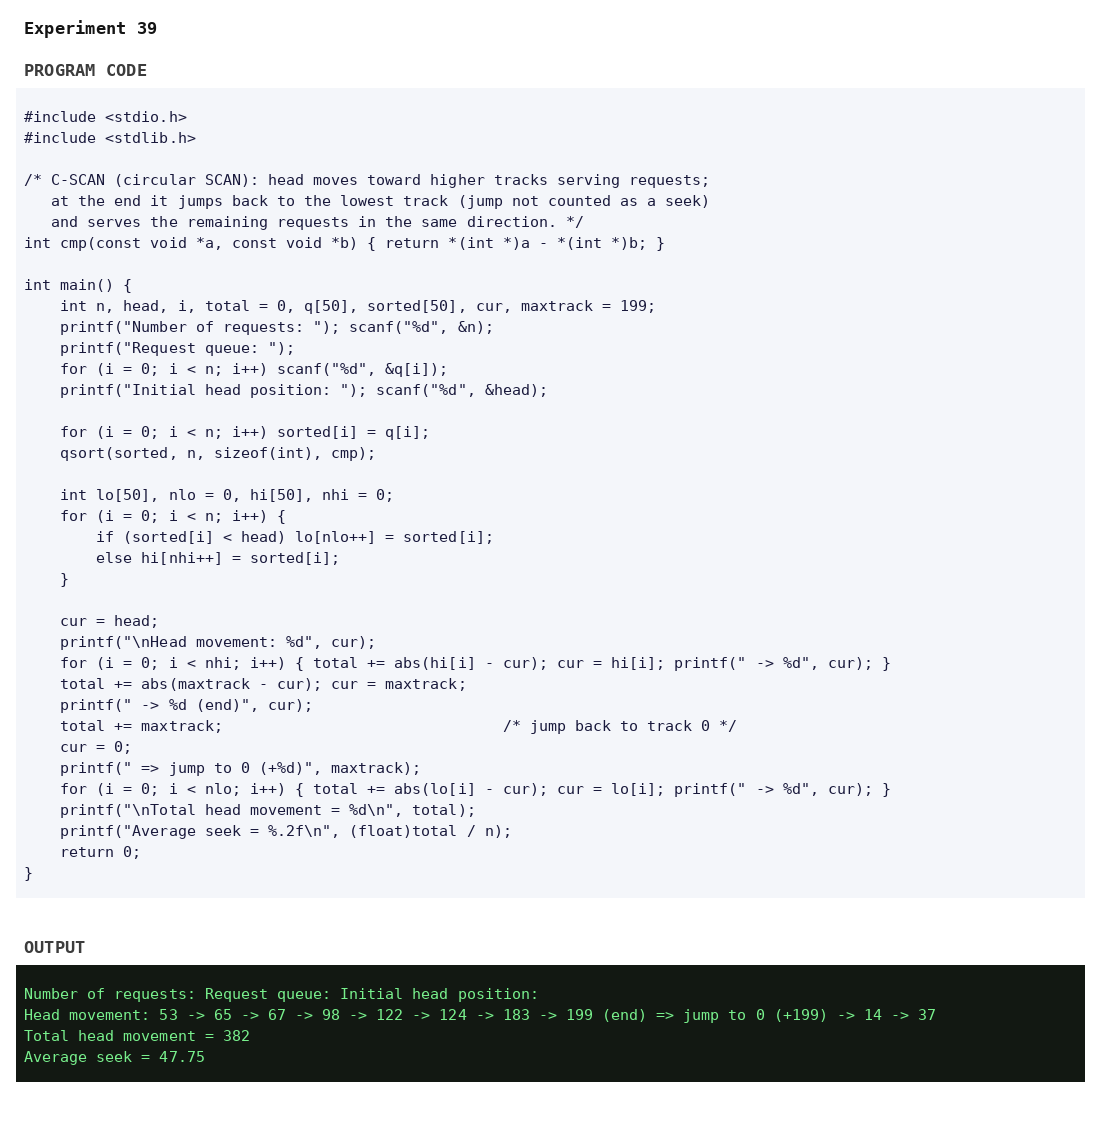 Experiment 39
PROGRAM CODE
#include <stdio.h>
#include <stdlib.h>
/* C-SCAN (circular SCAN): head moves toward higher tracks serving requests;
   at the end it jumps back to the lowest track (jump not counted as a seek)
   and serves the remaining requests in the same direction. */
int cmp(const void *a, const void *b) { return *(int *)a - *(int *)b; }
int main() {
    int n, head, i, total = 0, q[50], sorted[50], cur, maxtrack = 199;
    printf("Number of requests: "); scanf("%d", &n);
    printf("Request queue: ");
    for (i = 0; i < n; i++) scanf("%d", &q[i]);
    printf("Initial head position: "); scanf("%d", &head);
    for (i = 0; i < n; i++) sorted[i] = q[i];
    qsort(sorted, n, sizeof(int), cmp);
    int lo[50], nlo = 0, hi[50], nhi = 0;
    for (i = 0; i < n; i++) {
        if (sorted[i] < head) lo[nlo++] = sorted[i];
        else hi[nhi++] = sorted[i];
    }
    cur = head;
    printf("\nHead movement: %d", cur);
    for (i = 0; i < nhi; i++) { total += abs(hi[i] - cur); cur = hi[i]; printf(" -> %d", cur); }
    total += abs(maxtrack - cur); cur = maxtrack;
    printf(" -> %d (end)", cur);
    total += maxtrack;                               /* jump back to track 0 */
    cur = 0;
    printf(" => jump to 0 (+%d)", maxtrack);
    for (i = 0; i < nlo; i++) { total += abs(lo[i] - cur); cur = lo[i]; printf(" -> %d", cur); }
    printf("\nTotal head movement = %d\n", total);
    printf("Average seek = %.2f\n", (float)total / n);
    return 0;
}
OUTPUT
Number of requests: Request queue: Initial head position:
Head movement: 53 -> 65 -> 67 -> 98 -> 122 -> 124 -> 183 -> 199 (end) => jump to 0 (+199) -> 14 -> 37
Total head movement = 382
Average seek = 47.75